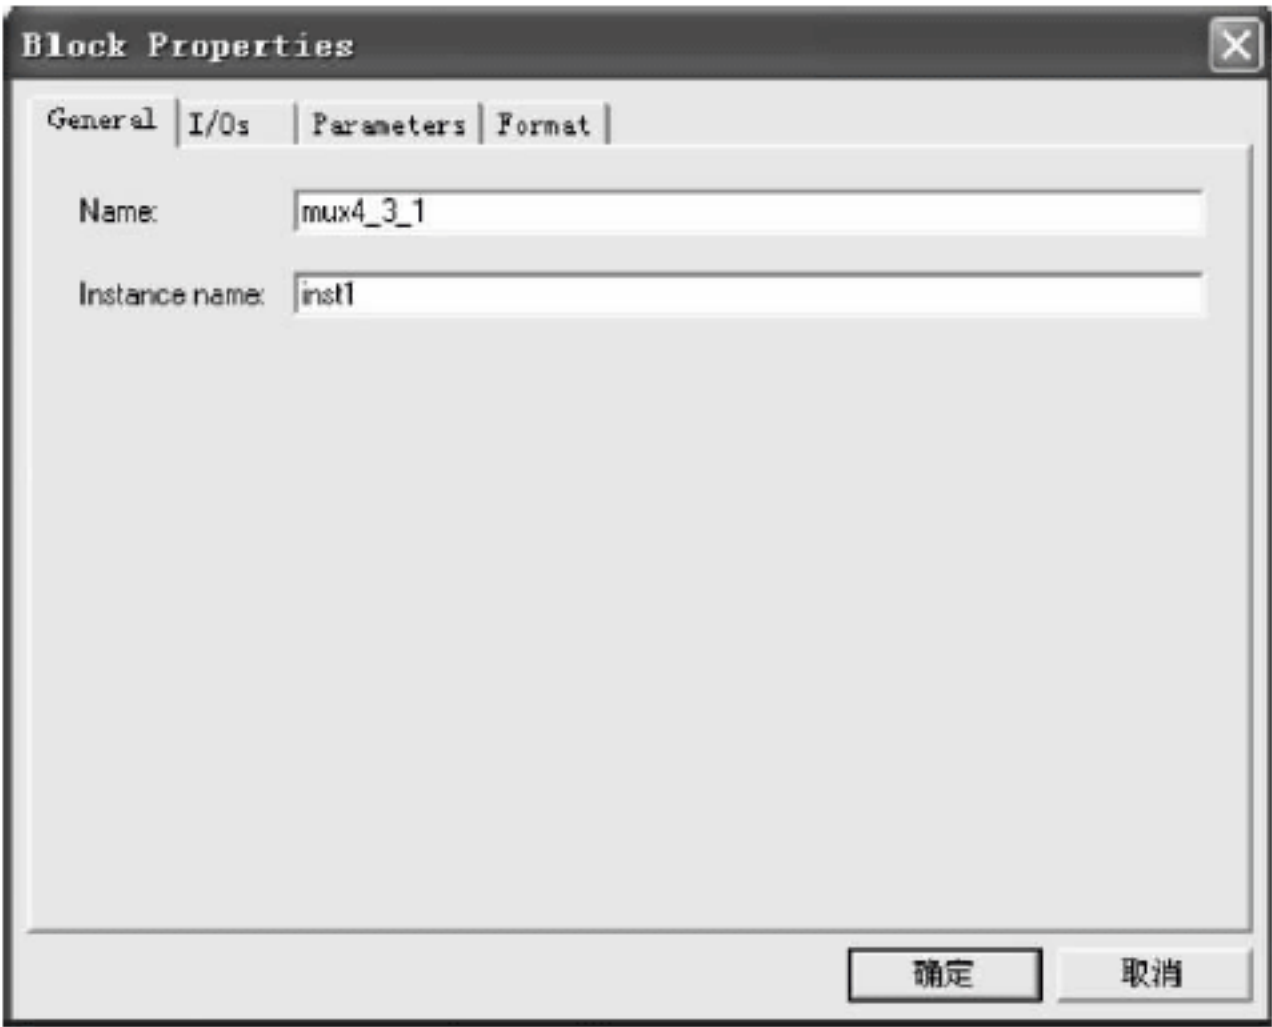 Block Properties
General I/Os Parameters Format
Name: mux4_3_1
Instance name: inst1
确定 取消